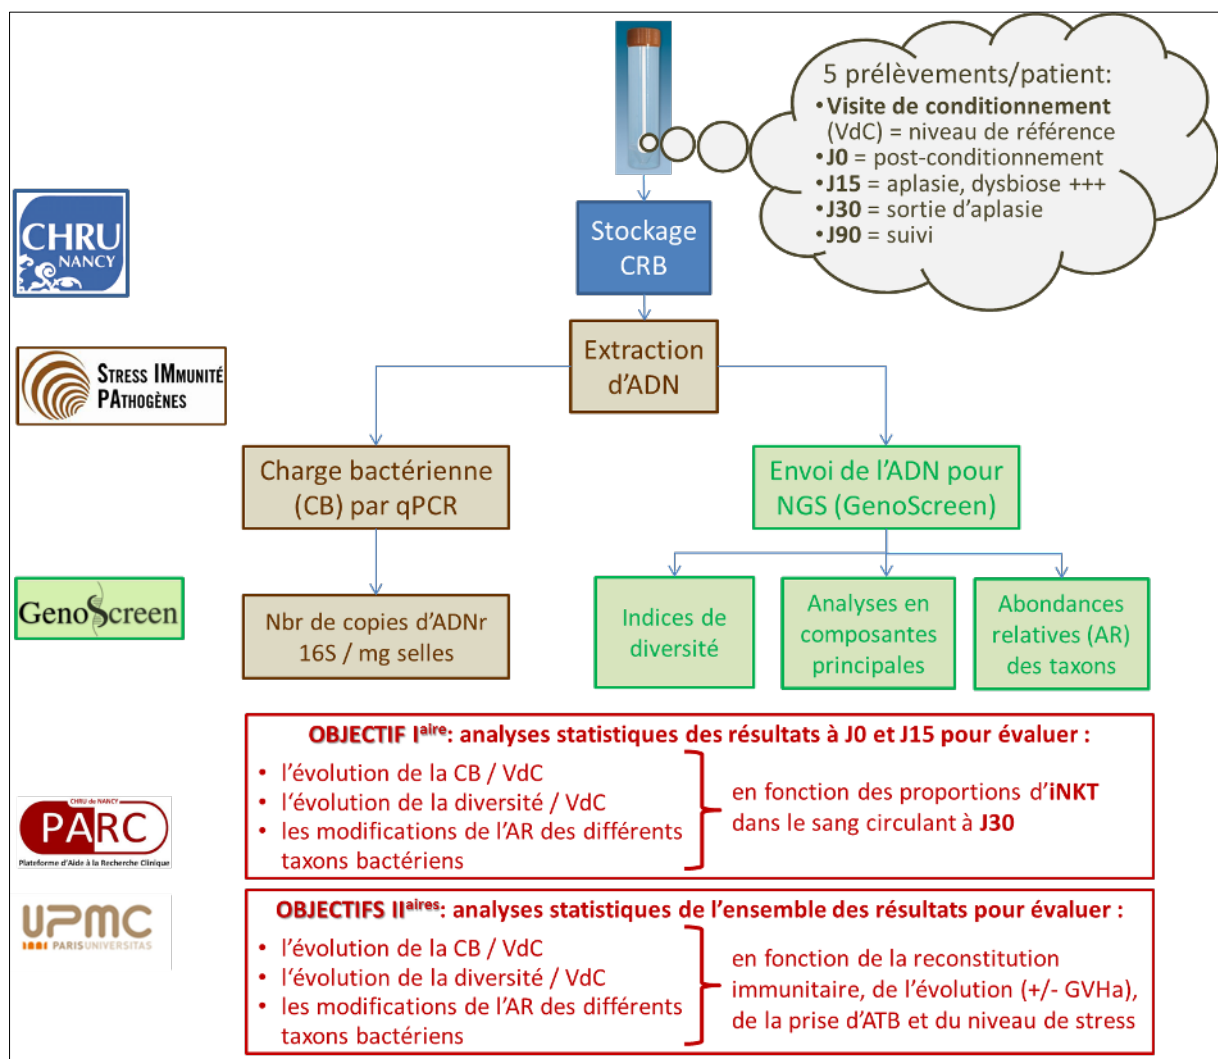 5 prélèvements/patient:
•Visite de conditionnement
(VdC) = niveau de référence
•J0 = post-conditionnement
•J15 = aplasie, dysbiose +++
•J30 = sortie d'aplasie
•J90 = suivi
CHRU
NANCY
Stockage
CRB
STRESS IMMUNITÉ
PATHOGÈNES
Extraction
d'ADN
Charge bactérienne
(CB) par qPCR
Envoi de l'ADN pour
NGS (GenoScreen)
GenoScreen
Nbr de copies d'ADNr
16S / mg selles
Indices de
diversité
Analyses en
composantes
principales
Abondances
relatives (AR)
des taxons
OBJECTIF Iaire: analyses statistiques des résultats à J0 et J15 pour évaluer :
• l'évolution de la CB / VdC
• l'évolution de la diversité / VdC
• les modifications de l'AR des différents
taxons bactériens
en fonction des proportions d'iNKT
dans le sang circulant à J30
CHRU de NANCY
PARC
Plateforme d'Aide à la Recherche Clinique
UPMC
PARISUNIVERSITAS
OBJECTIFS IIaires: analyses statistiques de l'ensemble des résultats pour évaluer :
• l'évolution de la CB / VdC
• l'évolution de la diversité / VdC
• les modifications de l'AR des différents
taxons bactériens
en fonction de la reconstitution
immunitaire, de l'évolution (+/- GVHa),
de la prise d'ATB et du niveau de stress